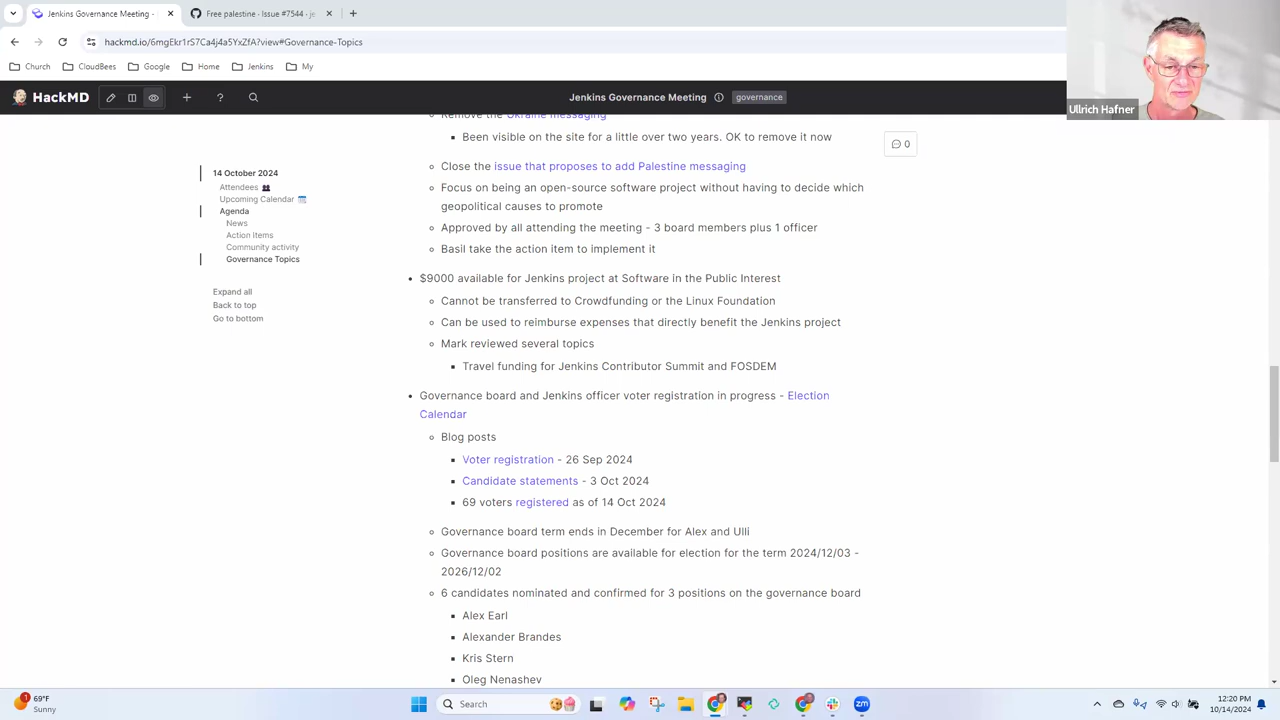 Jenkins Governance Meeting -
Free palestine · Issue #7544 · je
hackmd.io/6mgEkr1rS7Ca4j4a5YxZfA?view#Governance-Topics
Church
CloudBees
Google
Home
Jenkins
My
HackMD
Jenkins Governance Meeting
governance
Ullrich Hafner
0
14 October 2024
Attendees
Upcoming Calendar
Agenda
News
Action Items
Community activity
Governance Topics
Expand all
Back to top
Go to bottom
Remove the Ukraine messaging
Been visible on the site for a little over two years. OK to remove it now
Close the issue that proposes to add Palestine messaging
Focus on being an open-source software project without having to decide which
geopolitical causes to promote
Approved by all attending the meeting - 3 board members plus 1 officer
Basil take the action item to implement it
$9000 available for Jenkins project at Software in the Public Interest
Cannot be transferred to Crowdfunding or the Linux Foundation
Can be used to reimburse expenses that directly benefit the Jenkins project
Mark reviewed several topics
Travel funding for Jenkins Contributor Summit and FOSDEM
Governance board and Jenkins officer voter registration in progress - Election
Calendar
Blog posts
Voter registration - 26 Sep 2024
Candidate statements - 3 Oct 2024
69 voters registered as of 14 Oct 2024
Governance board term ends in December for Alex and Ulli
Governance board positions are available for election for the term 2024/12/03 -
2026/12/02
6 candidates nominated and confirmed for 3 positions on the governance board
Alex Earl
Alexander Brandes
Kris Stern
Oleg Nenashev
1
69°F
Sunny
Search
zm
12:20 PM
10/14/2024